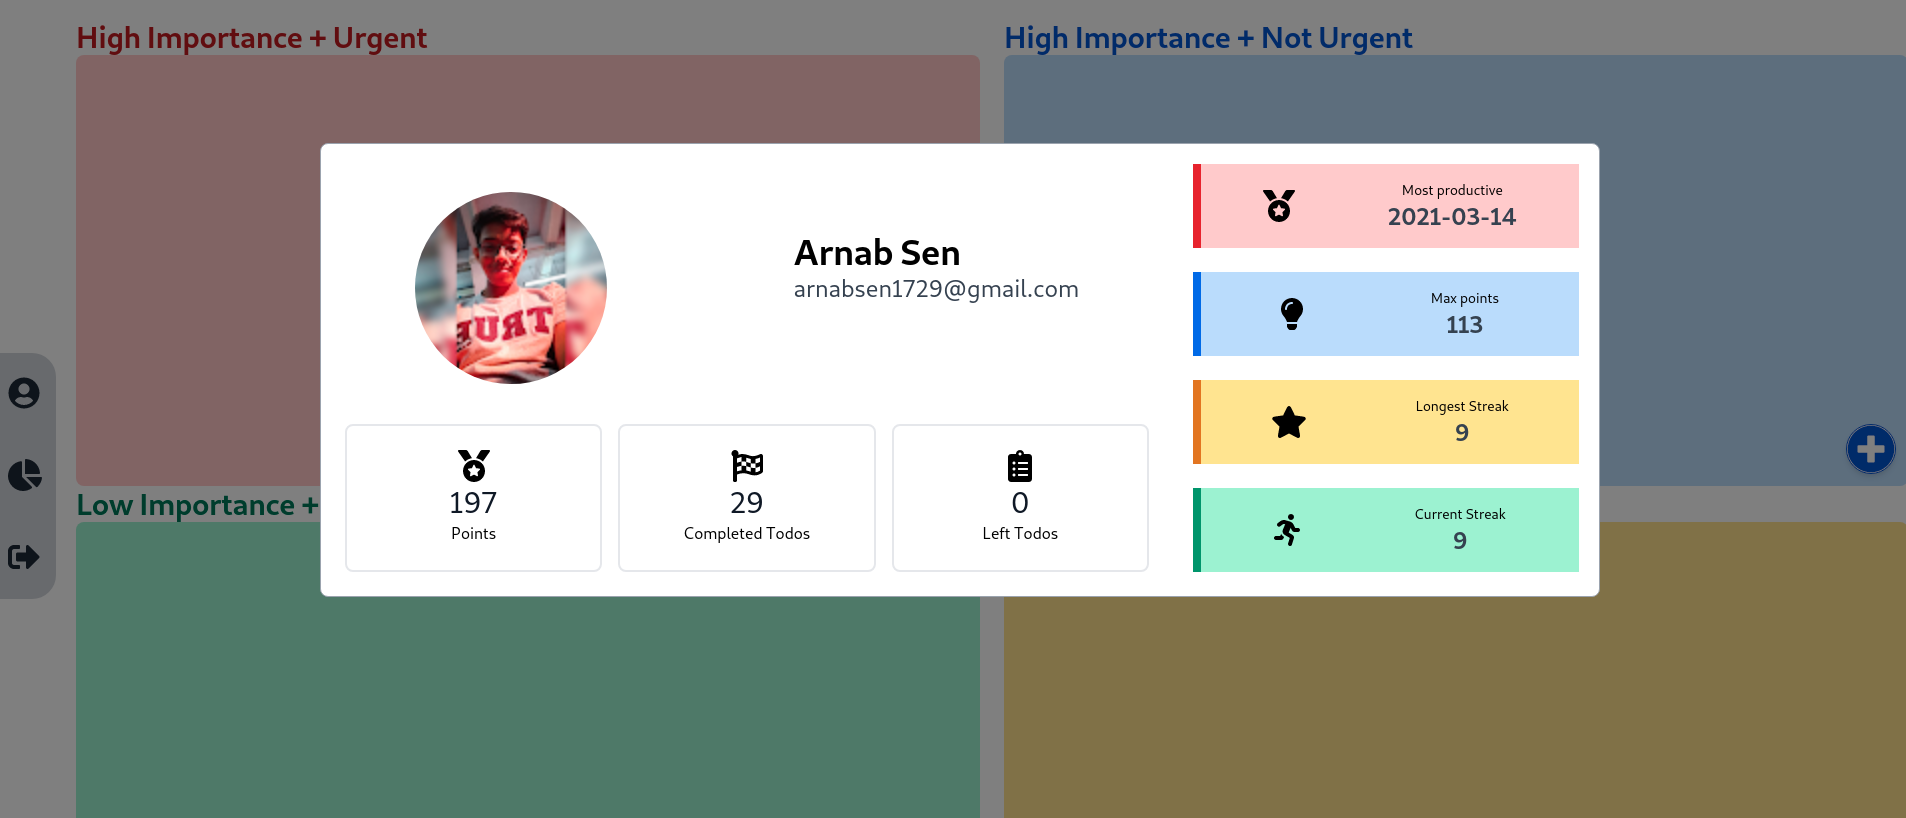 High Importance + Urgent
High Importance + Not Urgent
Arnab Sen
arnabsen1729@gmail.com
197
Points
29
Completed Todos
0
Left Todos
Most productive
2021-03-14
Max points
113
Longest Streak
9
Current Streak
9
Low Importance +